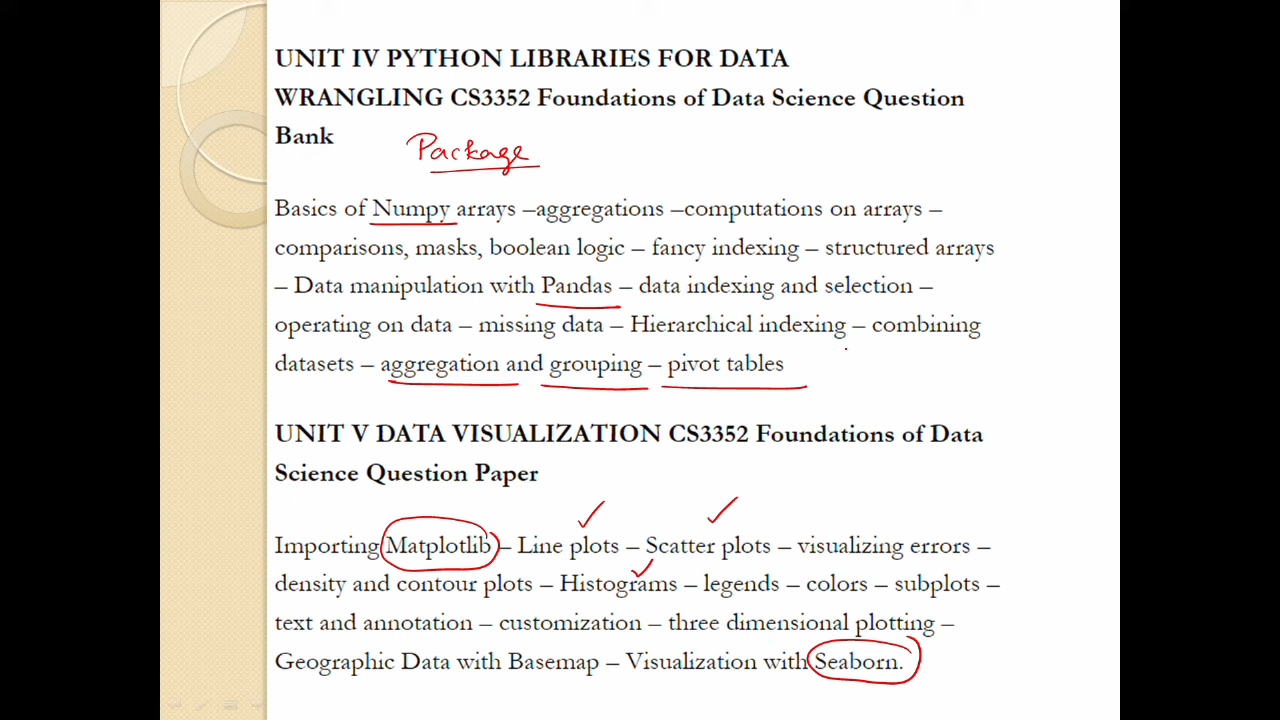 UNIT IV PYTHON LIBRARIES FOR DATA
WRANGLING CS3352 Foundations of Data Science Question
Bank
Package
Basics of Numpy arrays –aggregations –computations on arrays –
comparisons, masks, boolean logic – fancy indexing – structured arrays
– Data manipulation with Pandas – data indexing and selection –
operating on data – missing data – Hierarchical indexing – combining
datasets – aggregation and grouping – pivot tables
UNIT V DATA VISUALIZATION CS3352 Foundations of Data
Science Question Paper
Importing Matplotlib – Line plots – Scatter plots – visualizing errors –
density and contour plots – Histograms – legends – colors – subplots –
text and annotation – customization – three dimensional plotting –
Geographic Data with Basemap – Visualization with Seaborn.